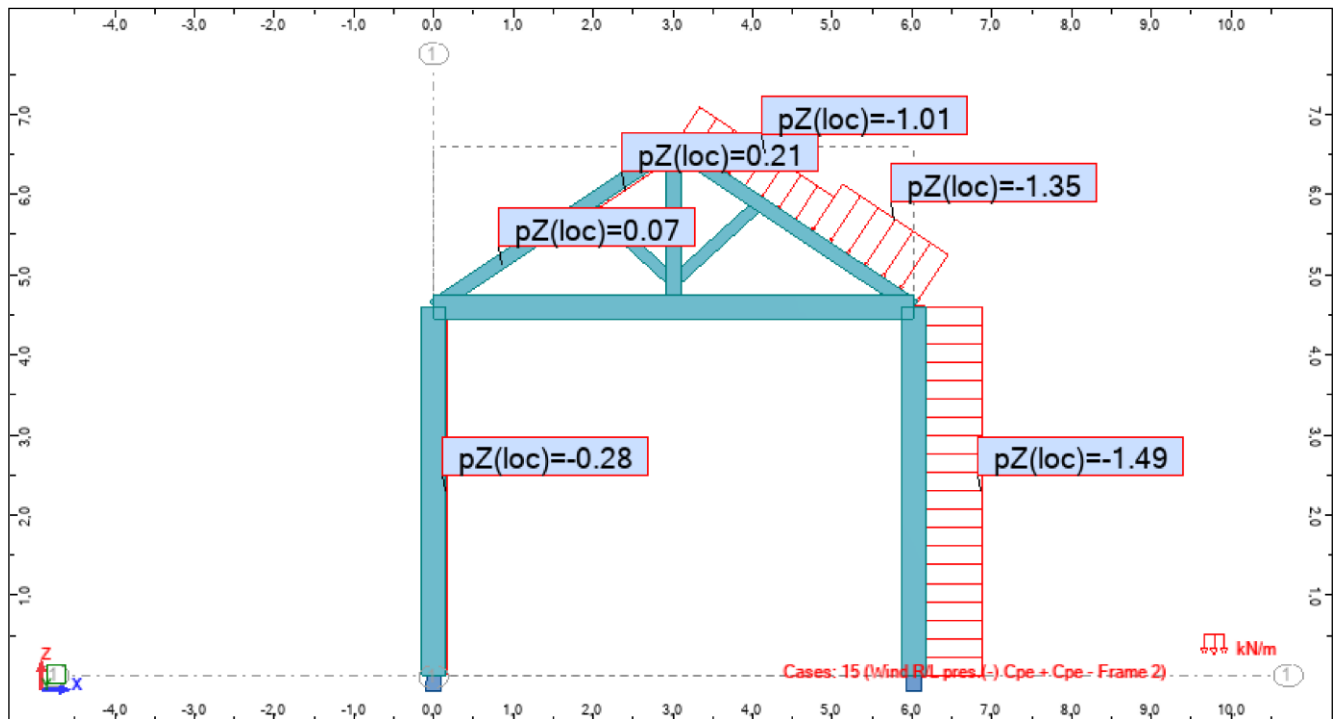 -4,0 -3,0 -2,0 -1,0 0,0 1,0 2,0 3,0 4,0 5,0 6,0 7,0 8,0 9,0 10,0
1
7,0 7,0
pZ(loc)=-1.01
pZ(loc)=0.21
6,0 6,0
pZ(loc)=-1.35
pZ(loc)=0.07
5,0 5,0
4,0 4,0
3,0 3,0
pZ(loc)=-0.28
pZ(loc)=-1.49
2,0 2,0
1,0 1,0
Z
X
kN/m
Cases: 15 (Wind R/L pres.(-) Cpe + Cpe - Frame 2)
1
-4,0 -3,0 -2,0 -1,0 0,0 1,0 2,0 3,0 4,0 5,0 6,0 7,0 8,0 9,0 10,0